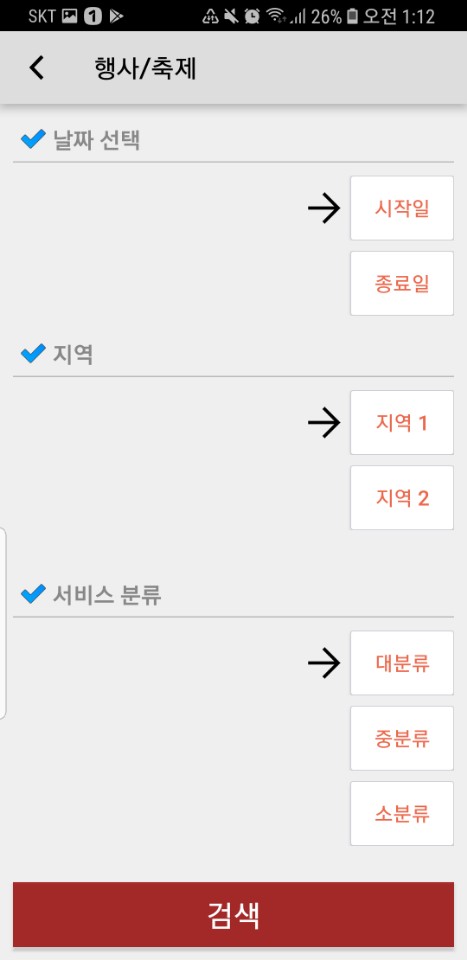 SKT 1 26% 오전 1:12
행사/축제
날짜 선택
시작일
종료일
지역
지역 1
지역 2
서비스 분류
대분류
중분류
소분류
검색